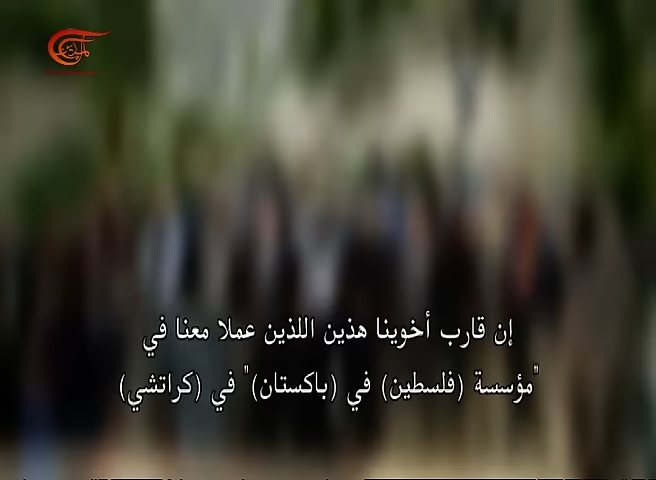 إن قارب أخوينا هذين اللذين عملا معنا في
"مؤسسة (فلسطين) في (باكستان)" في (كراتشي)